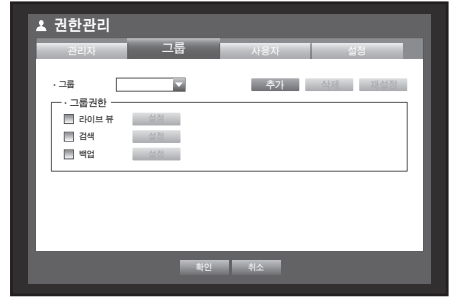 권한관리
관리자 그룹 사용자 설정
· 그룹 추가 삭제 재설정
· 그룹권한
라이브 뷰 설정
검색 설정
백업 설정
확인 취소